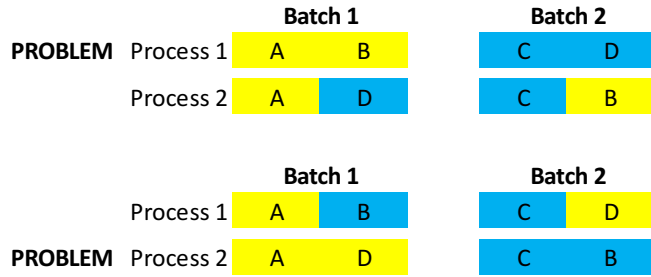 Batch 1 Batch 2
PROBLEM Process 1 A B C D
Process 2 A D C B
Batch 1 Batch 2
Process 1 A B C D
PROBLEM Process 2 A D C B